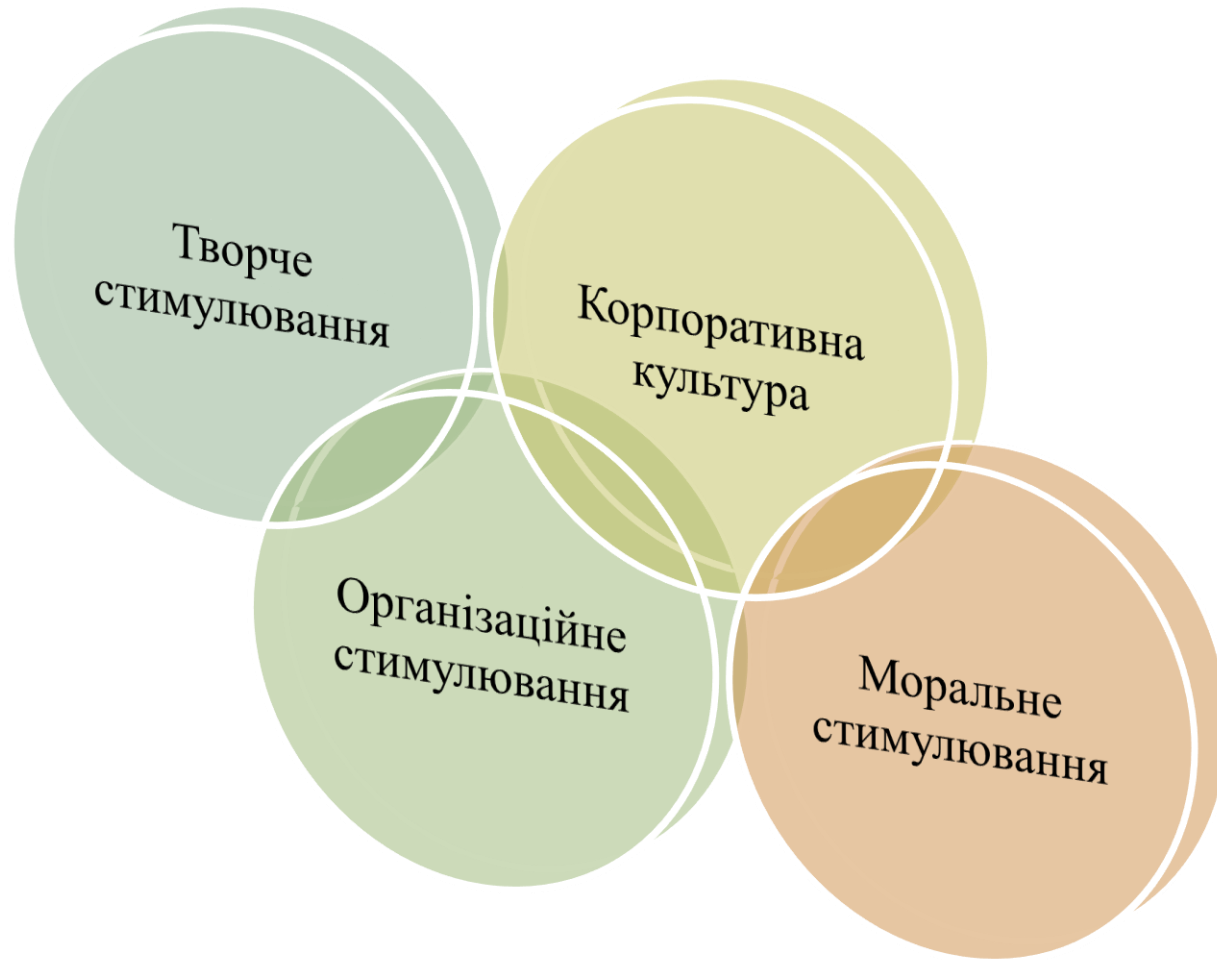 Творче
стимулювання
Корпоративна
культура
Організаційне
стимулювання
Моральне
стимулювання